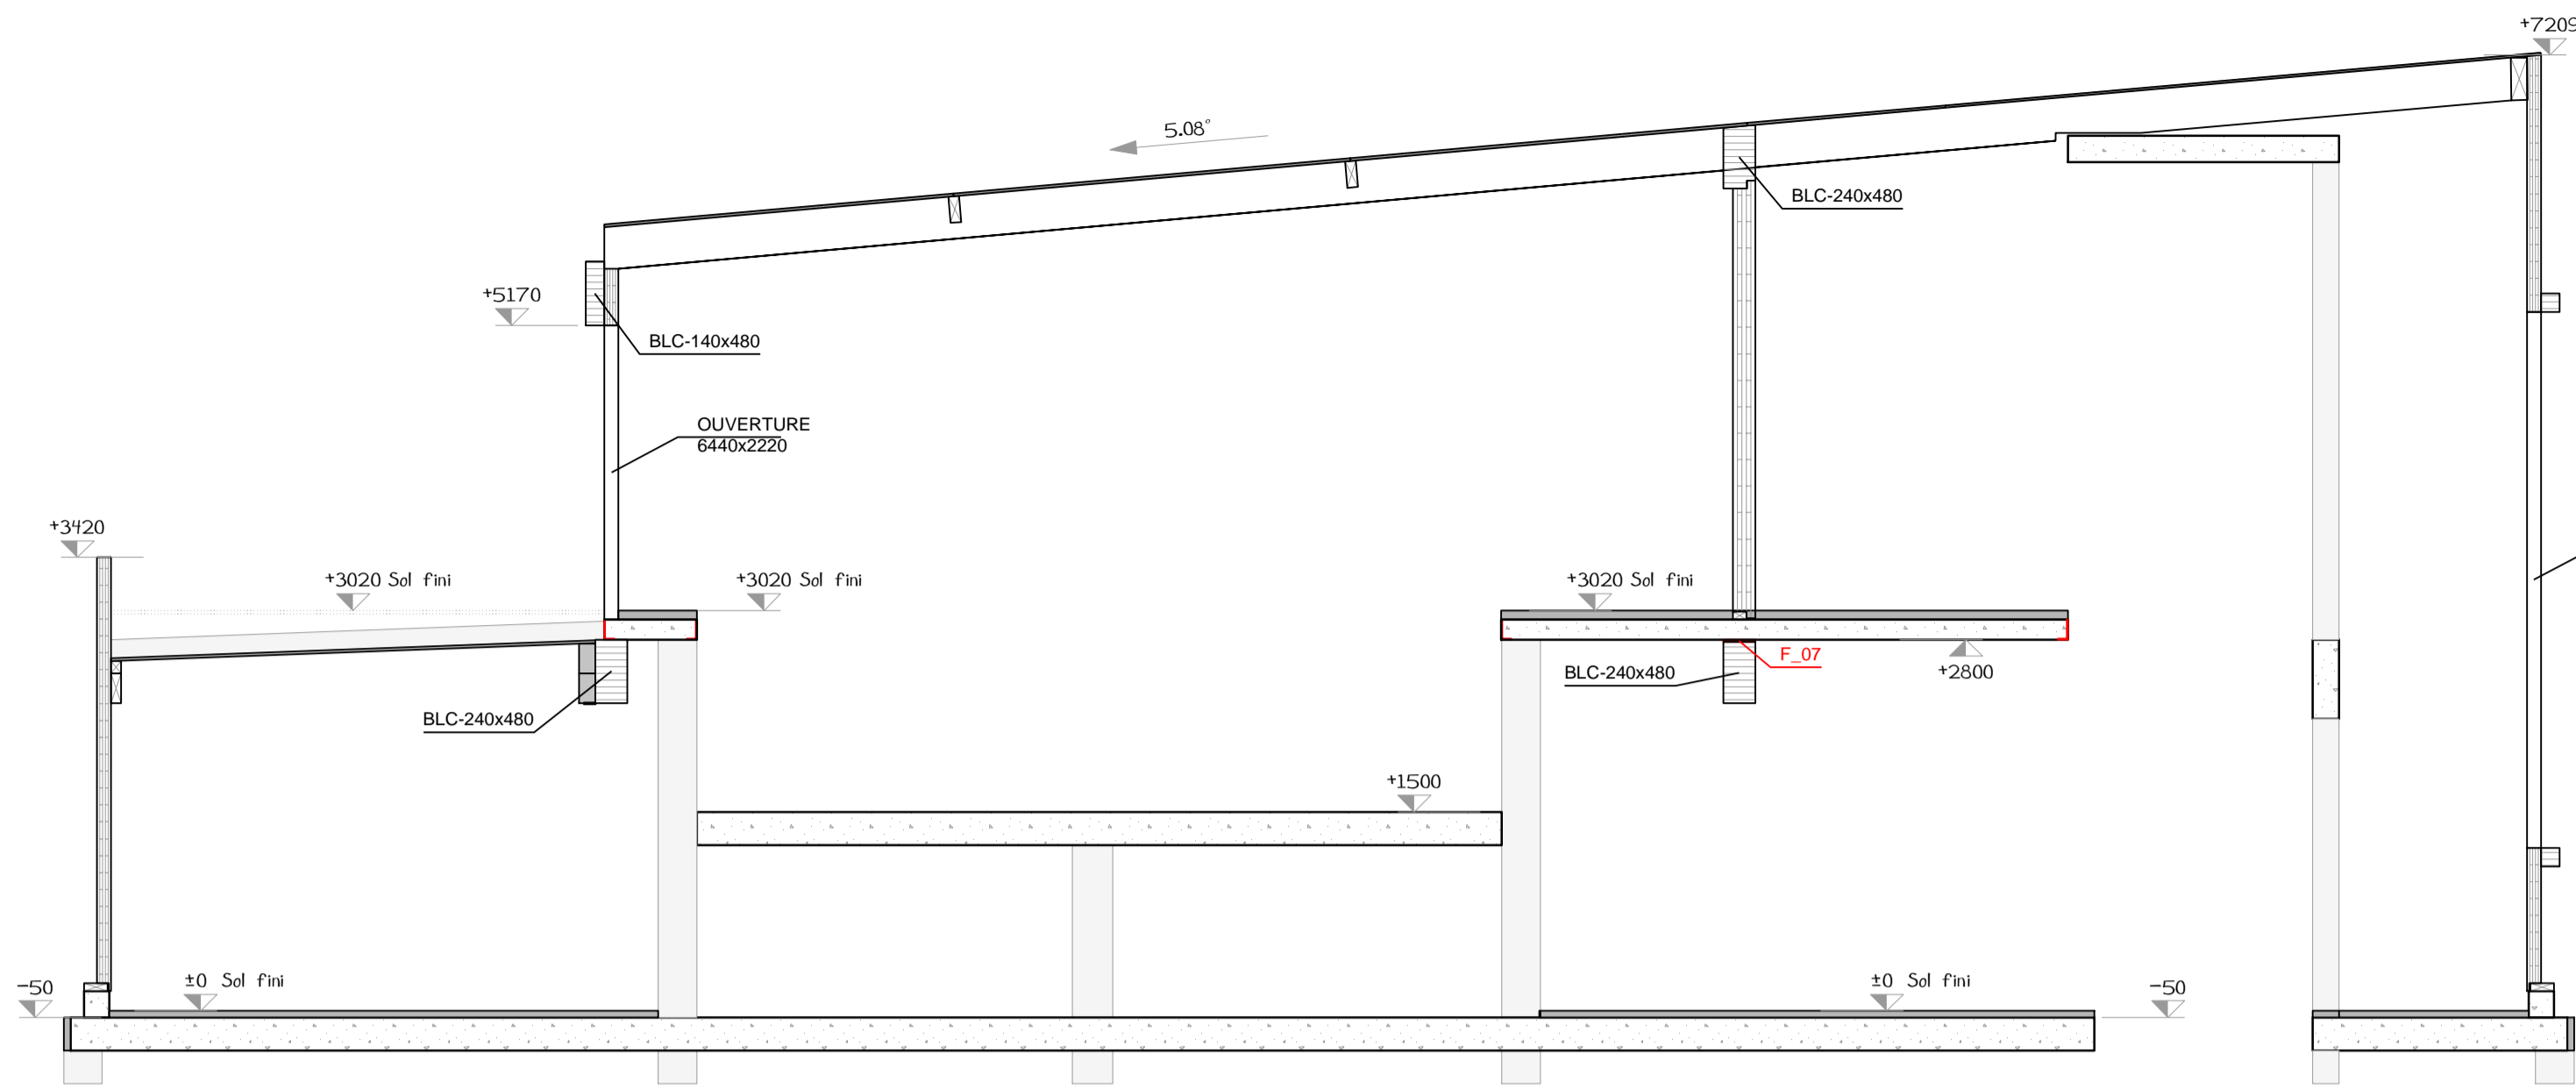 +7209
5.08°
BLC-240x480
+5170
BLC-140x480
OUVERTURE
6440x2220
+3420
+3020 Sol fini
+3020 Sol fini
+3020 Sol fini
F_07
BLC-240x480
+2800
BLC-240x480
+1500
-50
±0 Sol fini
±0 Sol fini
-50